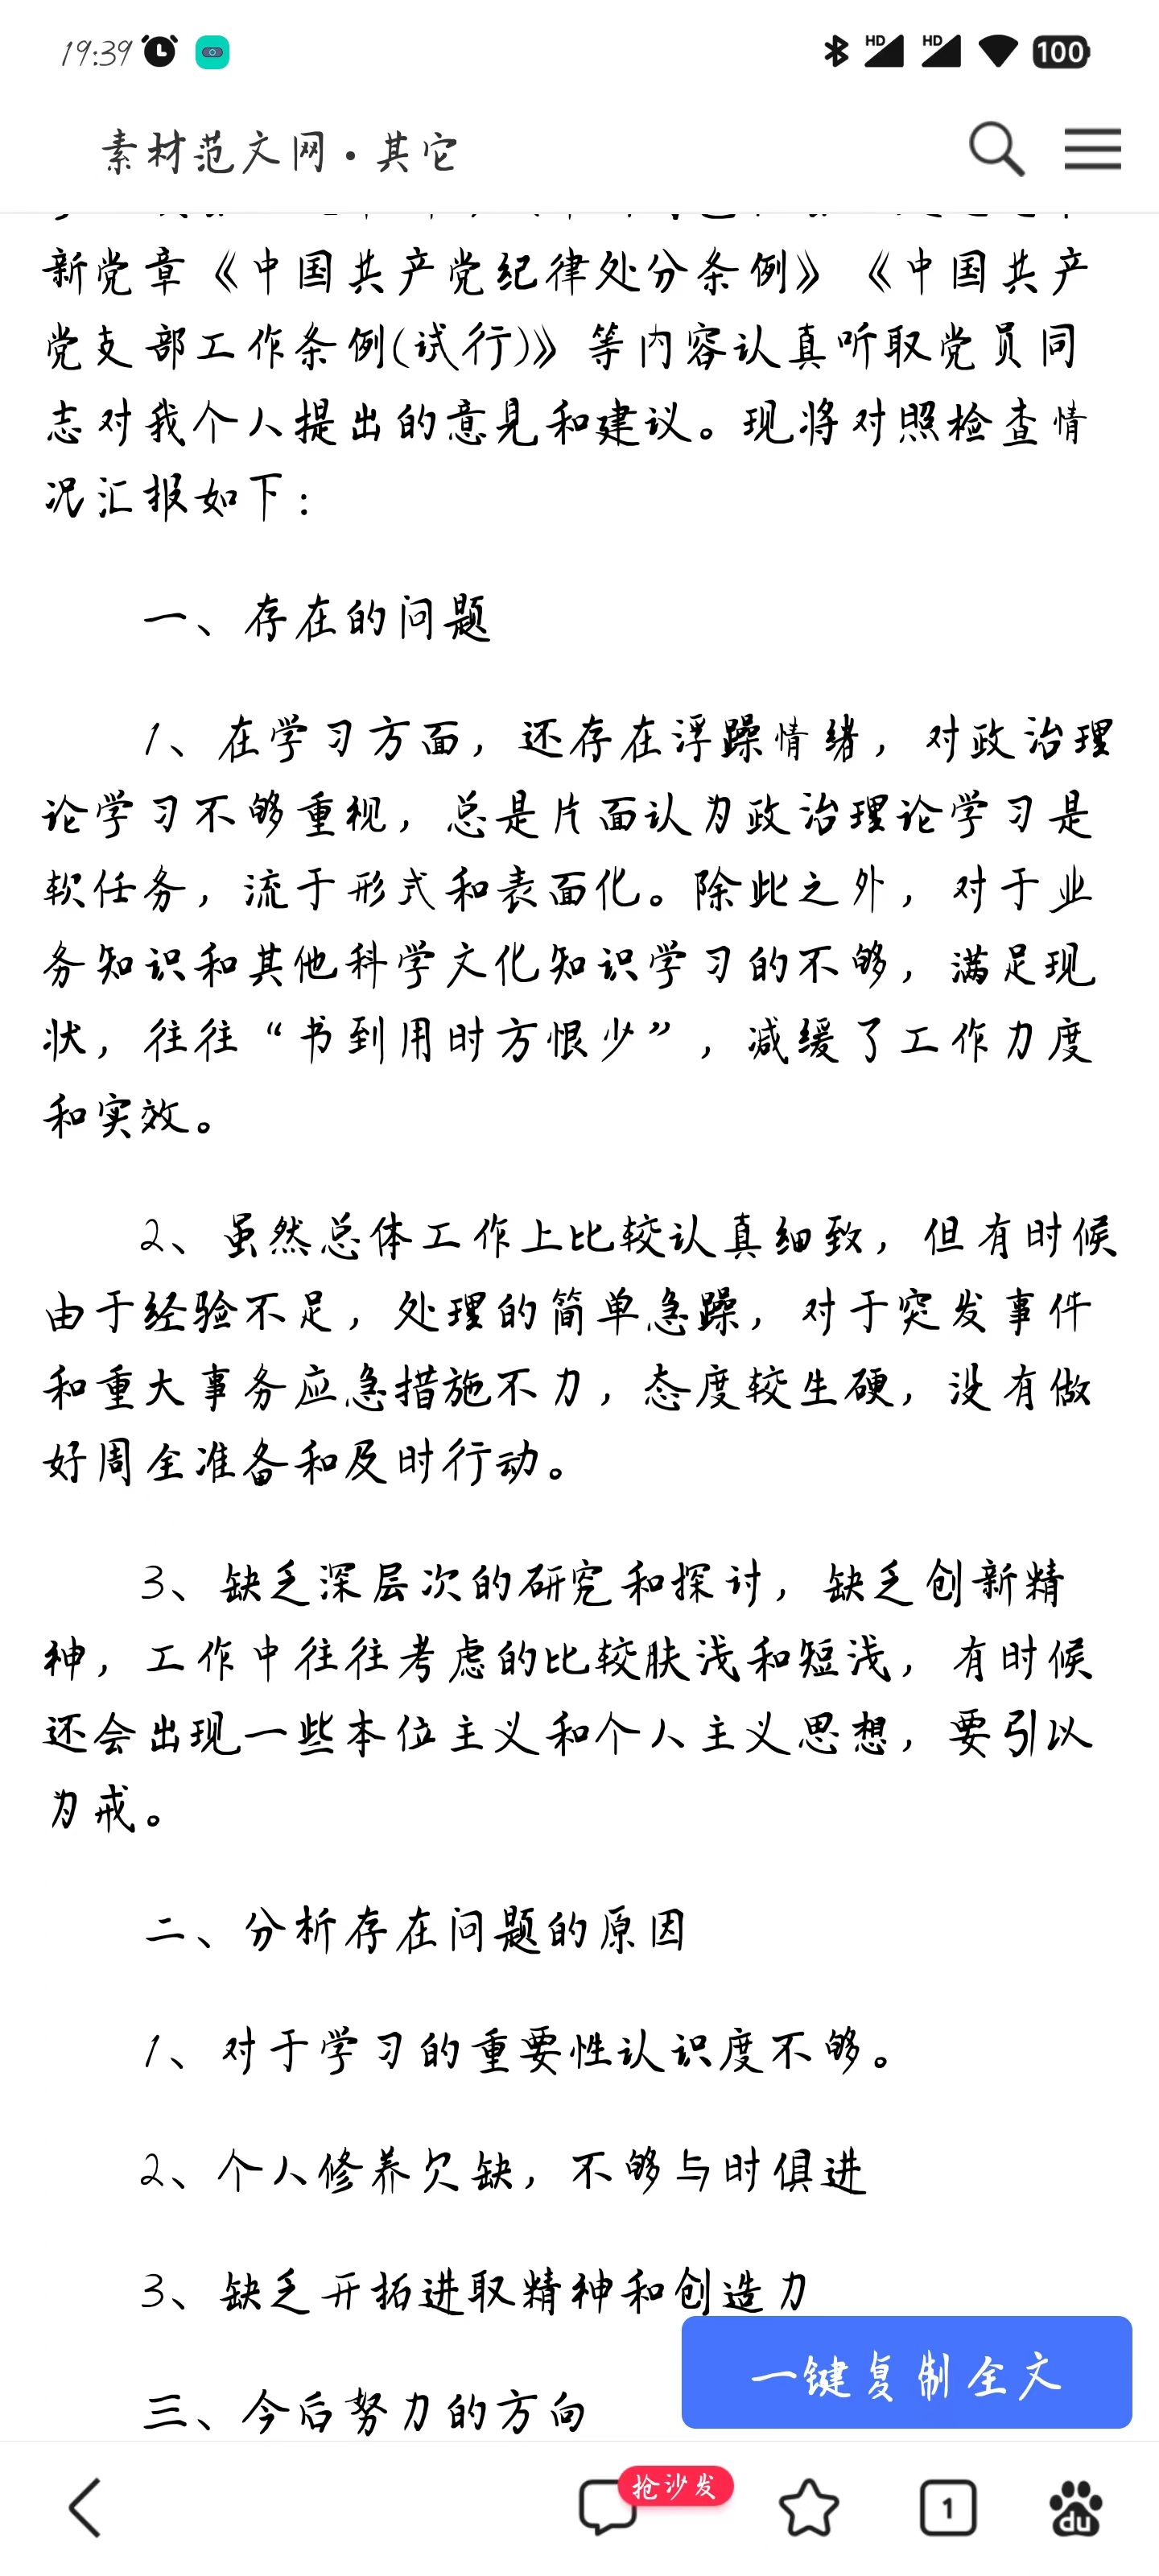 19:39
HD HD 100
素材范文网·其它
新党章《中国共产党纪律处分条例》《中国共产
党支部工作条例(试行)》等内容认真听取党员同
志对我个人提出的意见和建议。现将对照检查情
况汇报如下：
一、存在的问题
1、在学习方面，还存在浮躁情绪，对政治理
论学习不够重视，总是片面认为政治理论学习是
软任务，流于形式和表面化。除此之外，对于业
务知识和其他科学文化知识学习的不够，满足现
状，往往“书到用时方恨少”，减缓了工作力度
和实效。
2、虽然总体工作上比较认真细致，但有时候
由于经验不足，处理的简单急躁，对于突发事件
和重大事务应急措施不力，态度较生硬，没有做
好周全准备和及时行动。
3、缺乏深层次的研究和探讨，缺乏创新精
神，工作中往往考虑的比较肤浅和短浅，有时候
还会出现一些本位主义和个人主义思想，要引以
为戒。
二、分析存在问题的原因
1、对于学习的重要性认识度不够。
2、个人修养欠缺，不够与时俱进
3、缺乏开拓进取精神和创造力
三、今后努力的方向
一键复制全文
抢沙发
1
du